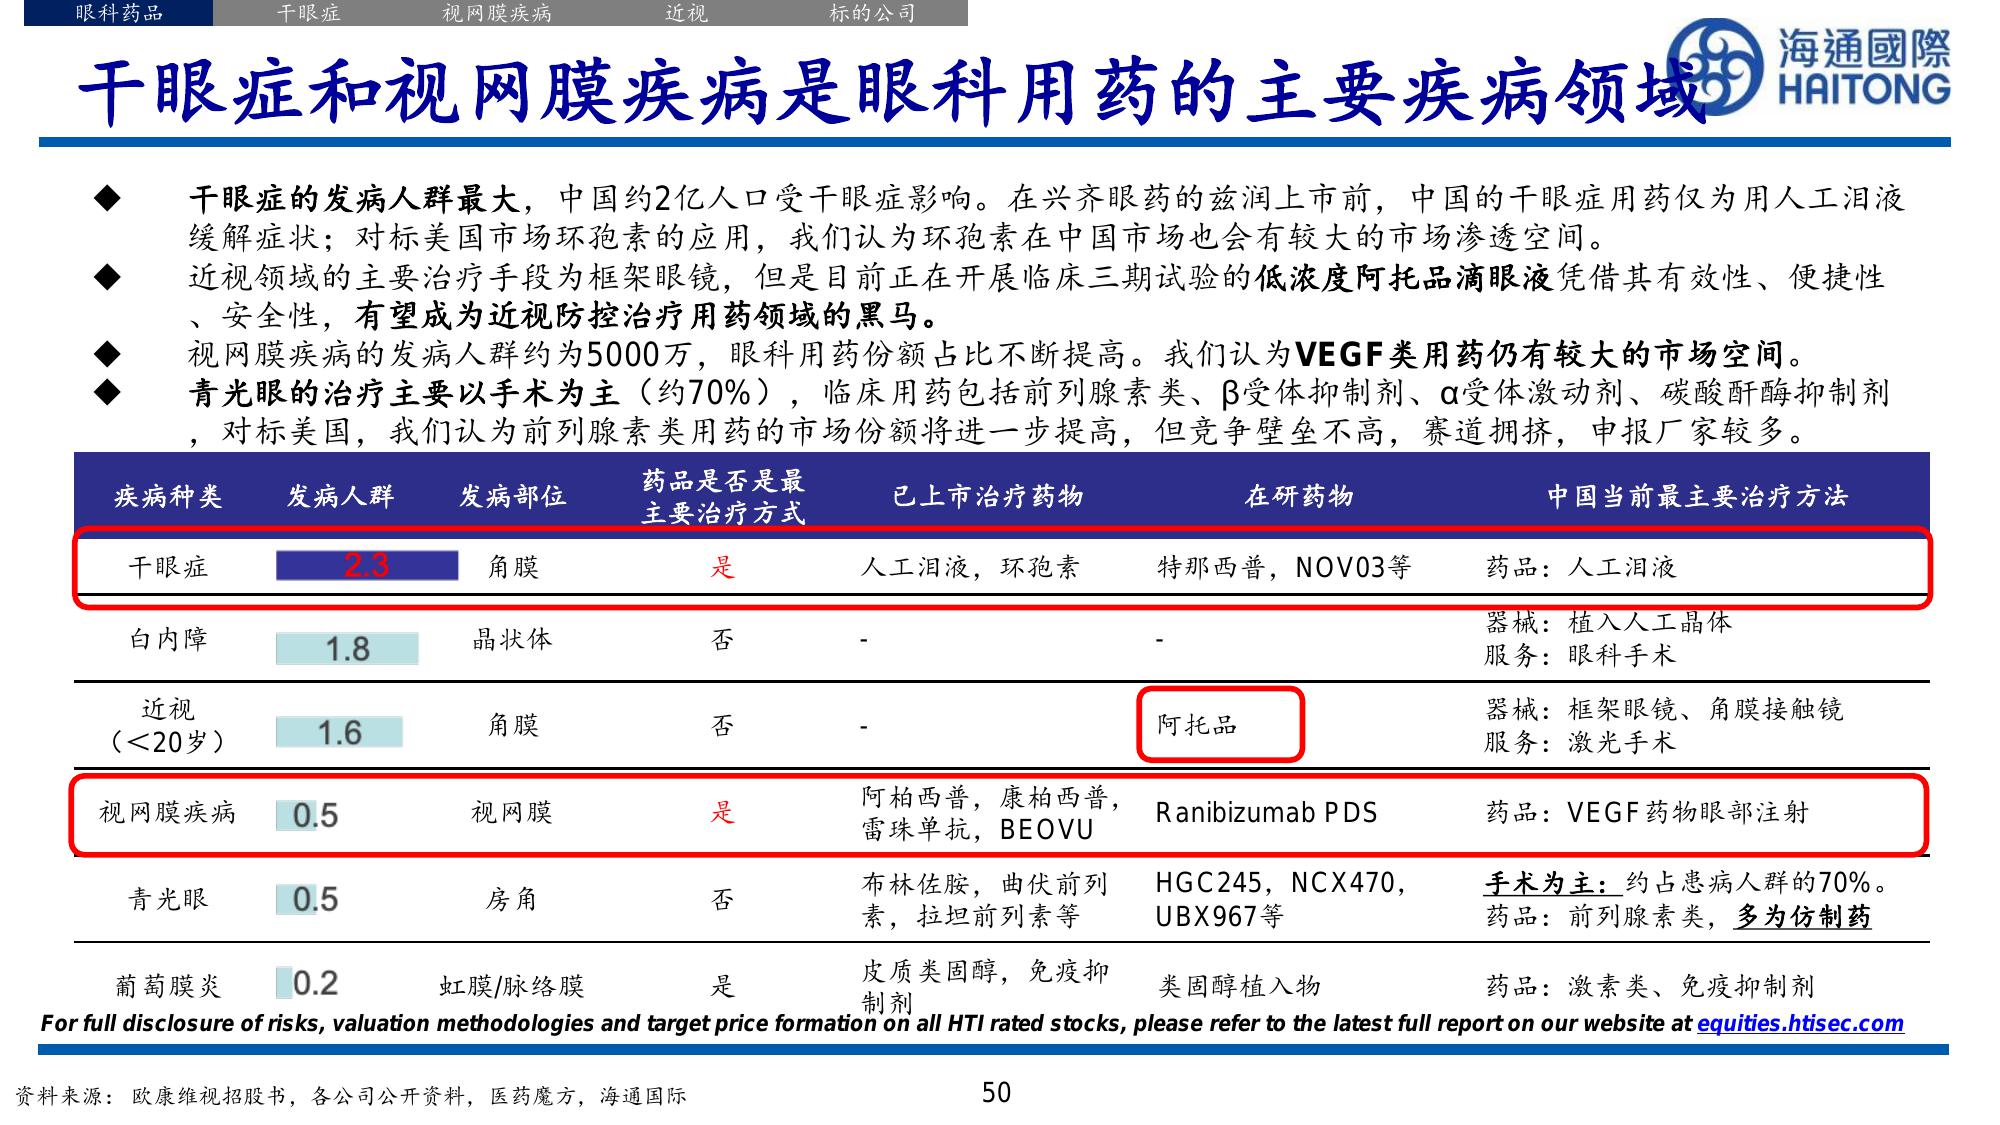 眼科药品 干眼症 视网膜疾病 近视 标的公司
干眼症和视网膜疾病是眼科用药的主要疾病领域
海通國際
HAITONG
◆ 干眼症的发病人群最大，中国约2亿人口受干眼症影响。在兴齐眼药的兹润上市前，中国的干眼症用药仅为用人工泪液
缓解症状；对标美国市场环孢素的应用，我们认为环孢素在中国市场也会有较大的市场渗透空间。
◆ 近视领域的主要治疗手段为框架眼镜，但是目前正在开展临床三期试验的低浓度阿托品滴眼液凭借其有效性、便捷性
、安全性，有望成为近视防控治疗用药领域的黑马。
◆ 视网膜疾病的发病人群约为5000万，眼科用药份额占比不断提高。我们认为VEGF类用药仍有较大的市场空间。
◆ 青光眼的治疗主要以手术为主（约70%），临床用药包括前列腺素类、β受体抑制剂、α受体激动剂、碳酸酐酶抑制剂
，对标美国，我们认为前列腺素类用药的市场份额将进一步提高，但竞争壁垒不高，赛道拥挤，申报厂家较多。
疾病种类 发病人群 发病部位 药品是否是最
主要治疗方式 已上市治疗药物 在研药物 中国当前最主要治疗方法
干眼症 2.3 角膜 是 人工泪液，环孢素 特那西普，NOV03等 药品：人工泪液
白内障 1.8 晶状体 否 - - 器械：植入人工晶体
服务：眼科手术
近视
（＜20岁） 1.6 角膜 否 - 阿托品 器械：框架眼镜、角膜接触镜
服务：激光手术
视网膜疾病 0.5 视网膜 是 阿柏西普，康柏西普，
雷珠单抗，BEOVU Ranibizumab PDS 药品：VEGF药物眼部注射
青光眼 0.5 房角 否 布林佐胺，曲伏前列
素，拉坦前列素等 HGC245，NCX470，
UBX967等 手术为主：约占患病人群的70%。
药品：前列腺素类，多为仿制药
葡萄膜炎 0.2 虹膜/脉络膜 是 皮质类固醇，免疫抑
制剂 类固醇植入物 药品：激素类、免疫抑制剂
For full disclosure of risks, valuation methodologies and target price formation on all HTI rated stocks, please refer to the latest full report on our website at equities.htisec.com
资料来源：欧康维视招股书，各公司公开资料，医药魔方，海通国际
50